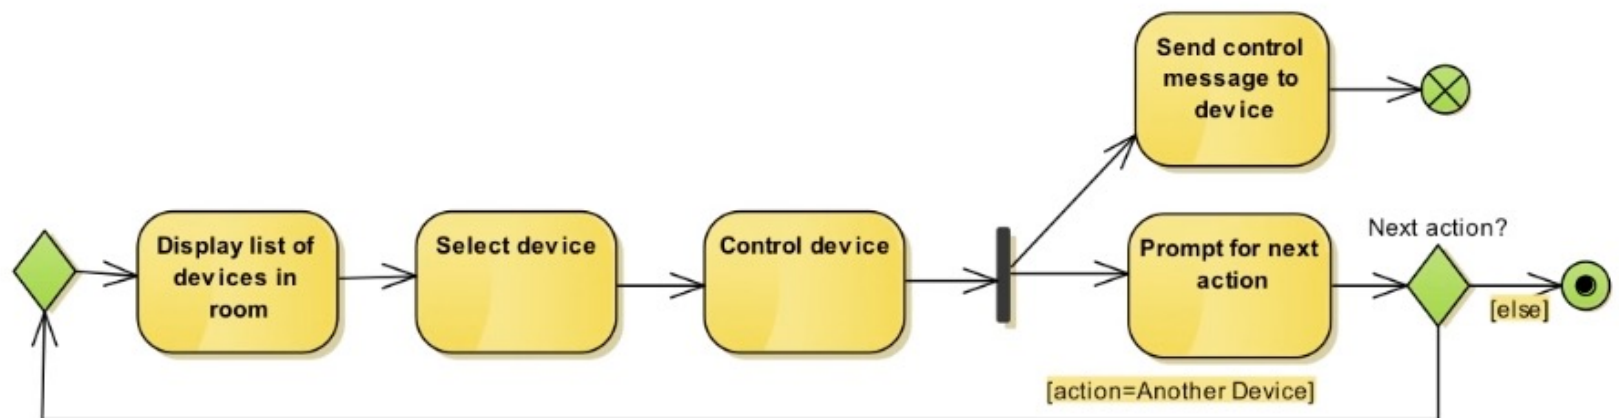 Send control
message to
device
Display list of
devices in
room
Select device
Control device
Prompt for next
action
Next action?
[else]
[action=Another Device]